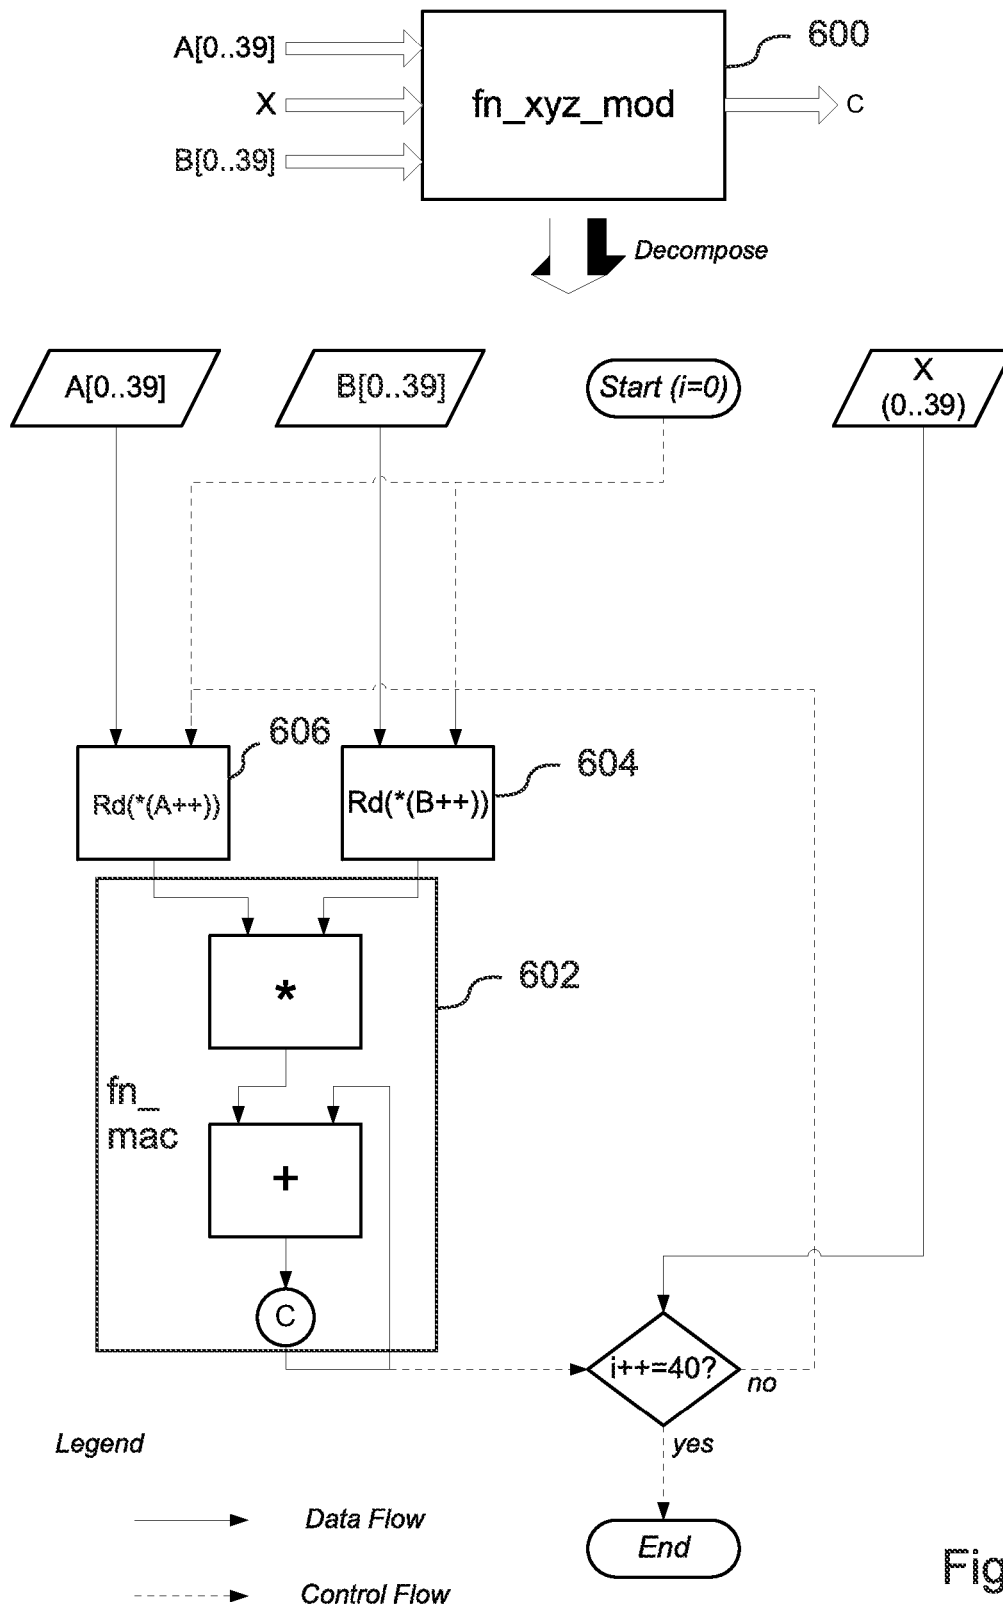 A[0..39]
X
B[0..39]
fn_xyz_mod
600
C
Decompose
A[0..39]
B[0..39]
Start (i=0)
X
(0..39)
606
604
Rd(*(A++))
Rd(*(B++))
*
602
fn_
mac
+
C
i++=40?
no
yes
Legend
Data Flow
End
Control Flow
Fig